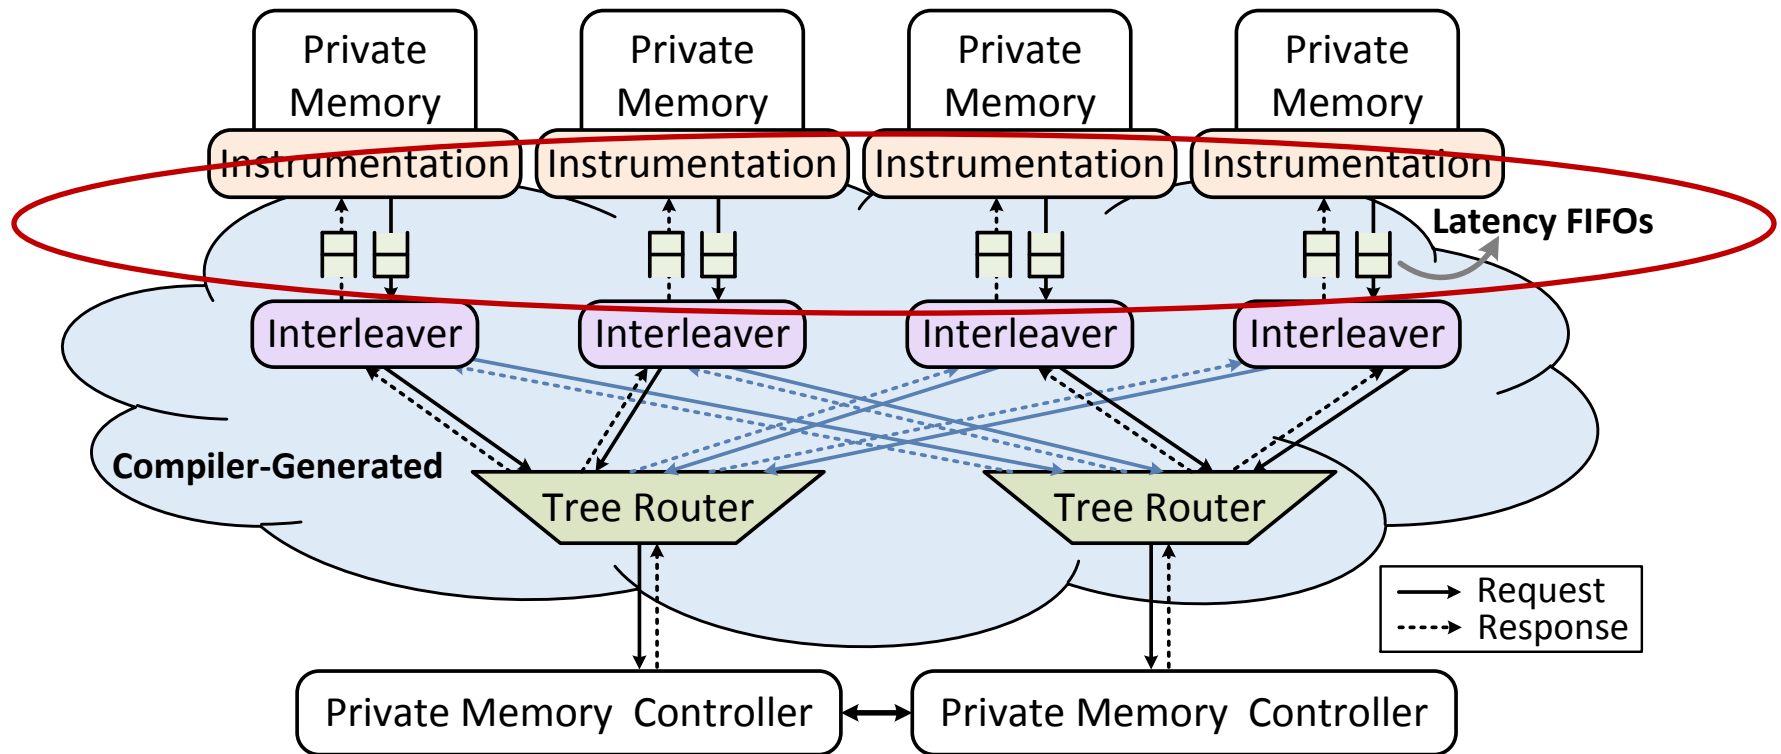 Private
Memory
Private
Memory
Private
Memory
Private
Memory
Instrumentation
Instrumentation
Instrumentation
Instrumentation
Latency FIFOs
Interleaver
Interleaver
Interleaver
Interleaver
Compiler-Generated
Tree Router
Tree Router
Request
Response
Private Memory Controller
Private Memory Controller